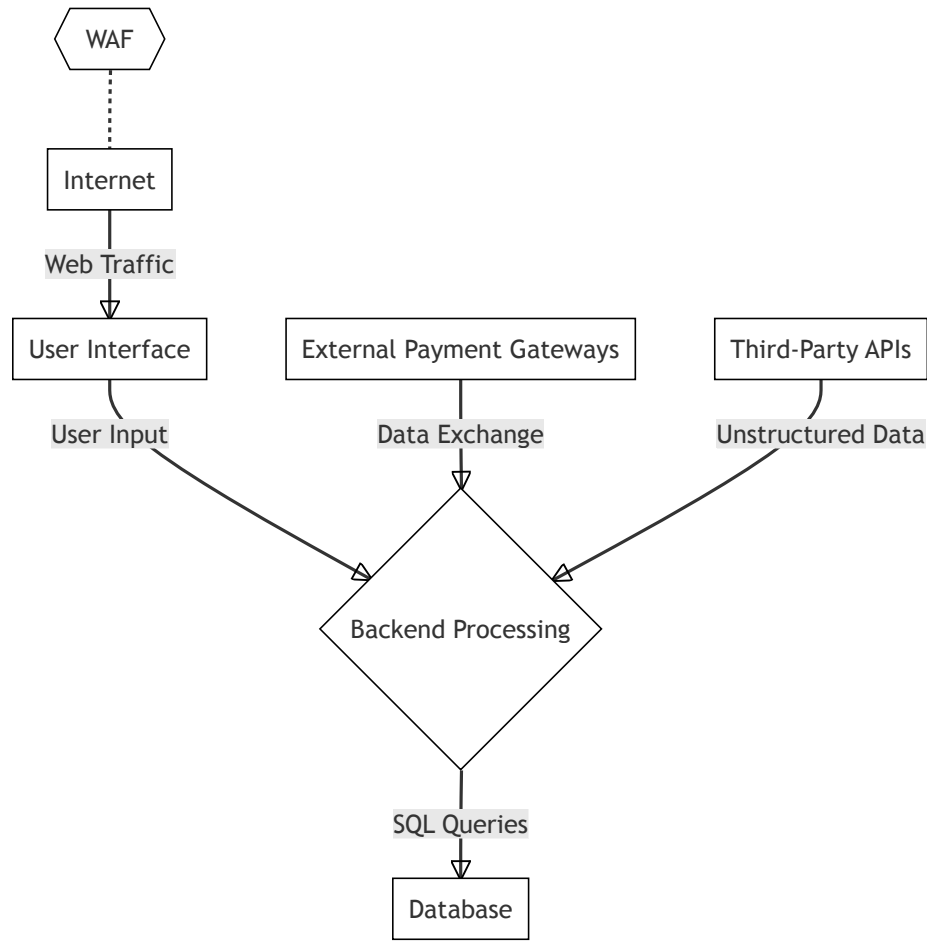 WAF
Internet
Web Traffic
User Interface
External Payment Gateways
Third-Party APIs
User Input
Data Exchange
Unstructured Data
Backend Processing
SQL Queries
Database